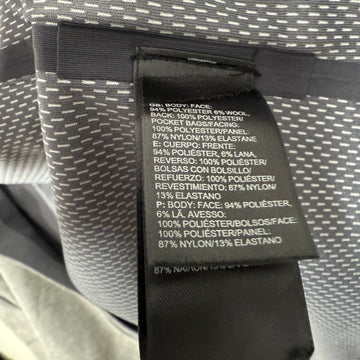 GB: BODY: FACE:
94% POLYESTER 6% WOOL.
BACK: 100% POLYESTER/
POCKET BAGS/FACING:
100% POLYESTER/PANEL:
87% NYLON/13% ELASTANE
E: CUERPO: FRENTE:
94% POLIÉSTER, 6% LANA.
REVERSO: 100% POLIÉSTER/
BOLSAS CON BOLSILLO/
REFUERZO: 100% POLIÉSTER/
REVESTIMIENTO: 87% NYLON/
13% ELASTANO
P: BODY: FACE: 94% POLIÉSTER,
6% LÃ. AVESSO:
100% POLIÉSTER/BOLSOS/FACE:
100% POLIÉSTER/PAINEL:
87% NYLON/13% ELASTANO